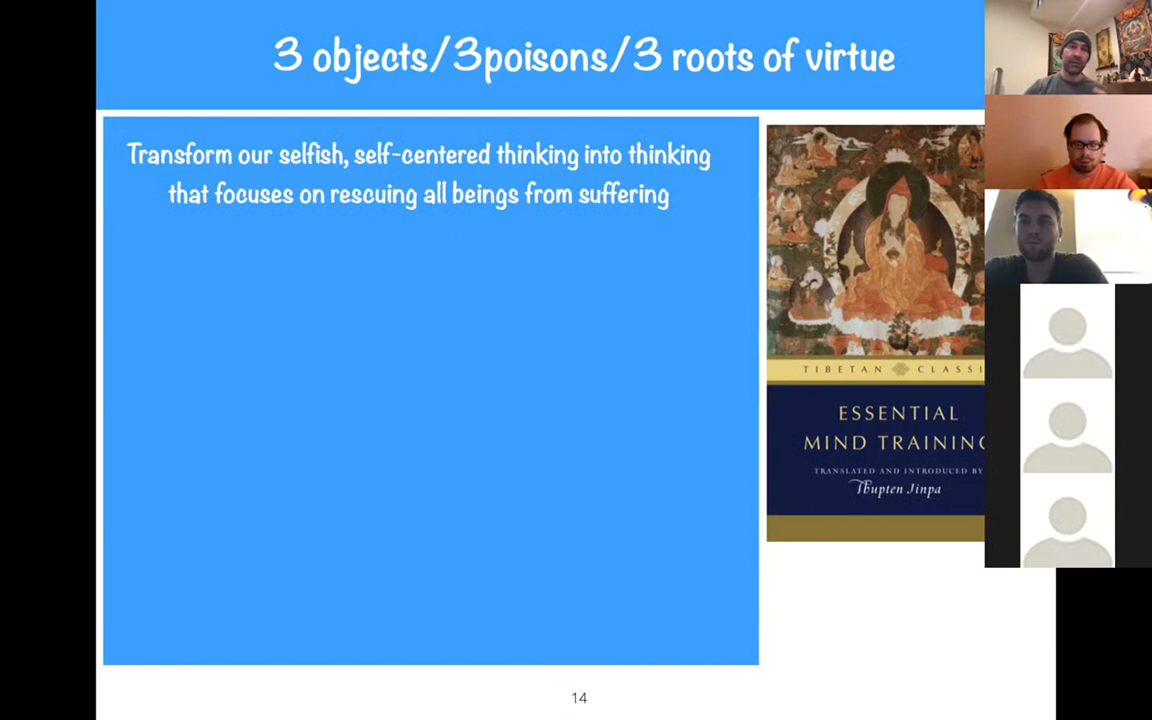 3 objects/3poisons/3 roots of virtue
Transform our selfish, self-centered thinking into thinking
that focuses on rescuing all beings from suffering
TIBETAN CLASSI
ESSENTIAL
MIND TRAINING
TRANSLATED AND INTRODUCED BY
Thupten Jinpa
14